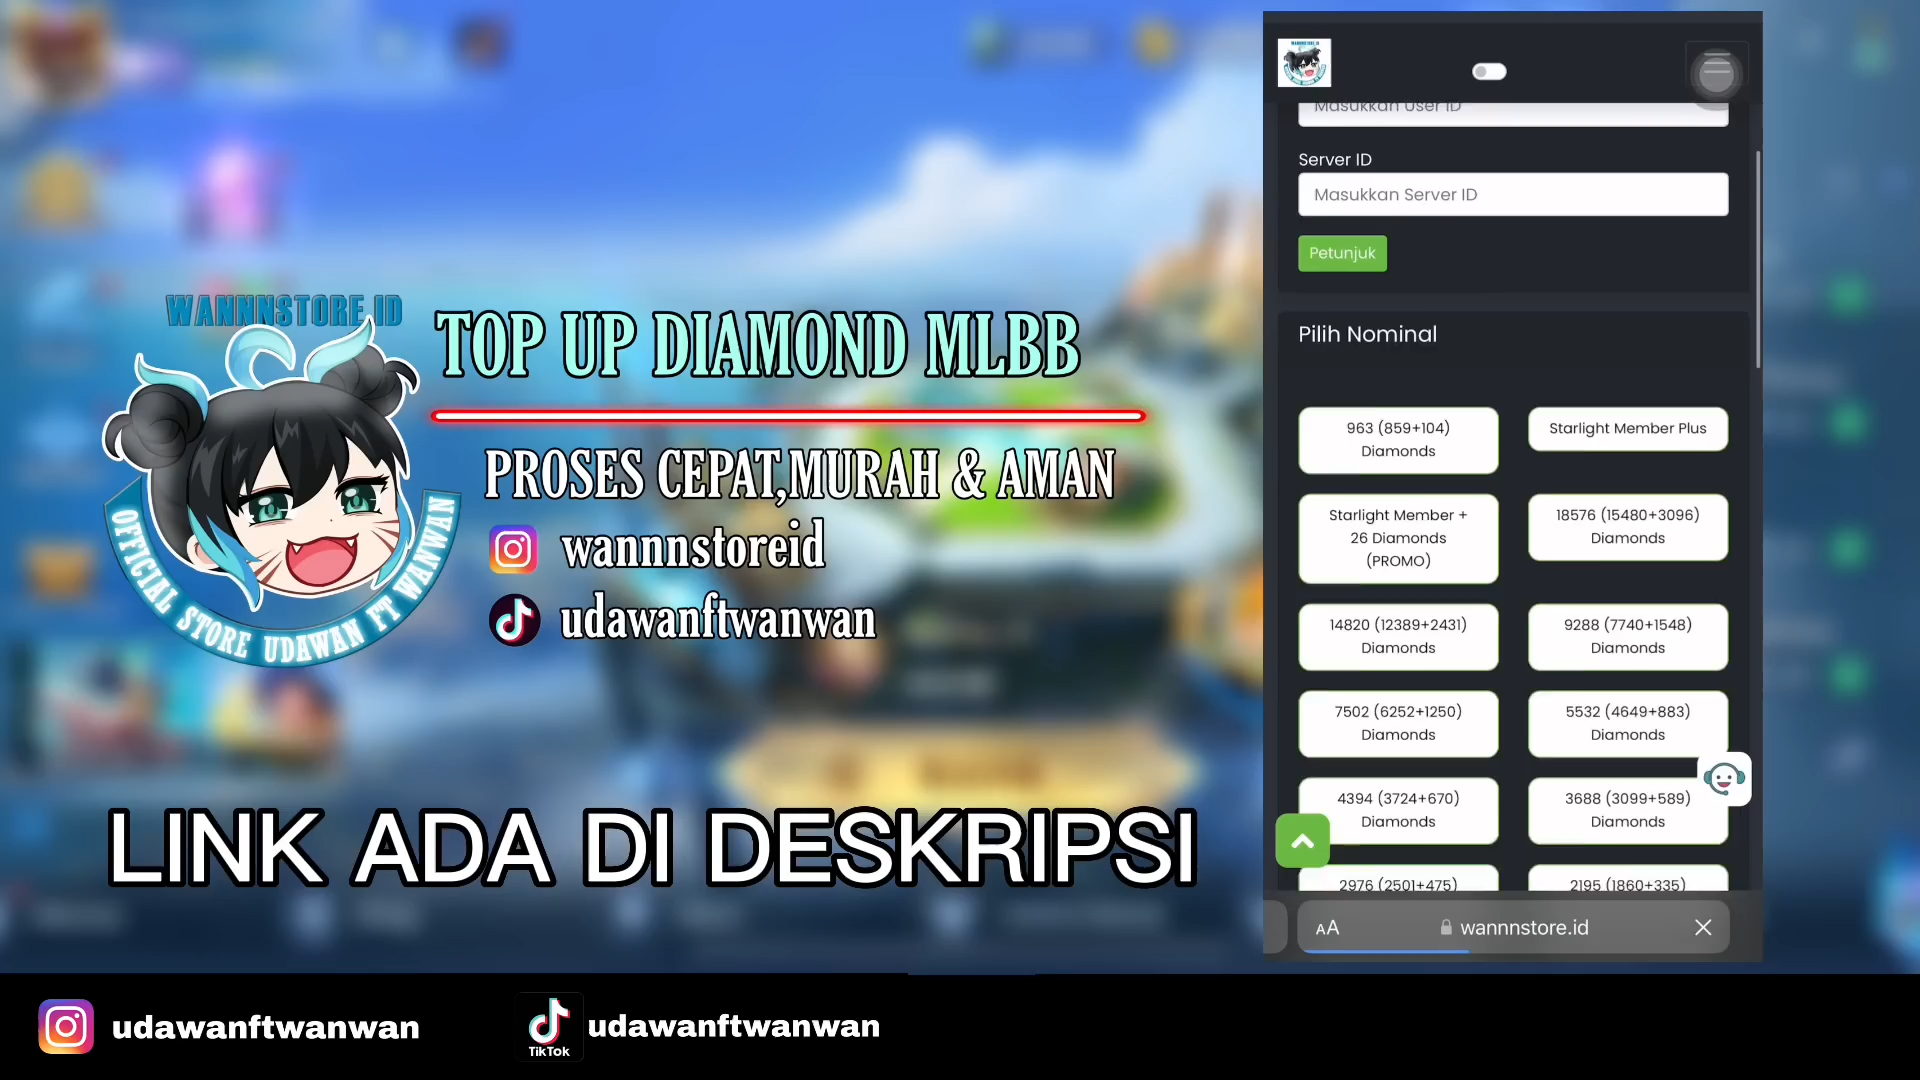 WANNNSTORE ID
OFFICIAL STORE UDAWAN FT WANWAN
TOP UP DIAMOND MLBB
PROSES CEPAT,MURAH & AMAN
wannnstoreid
udawanftwanwan
LINK ADA DI DESKRIPSI
Masukkan User ID
Server ID
Masukkan Server ID
Petunjuk
Pilih Nominal
963 (859+104)
Diamonds
Starlight Member Plus
Starlight Member +
26 Diamonds
(PROMO)
18576 (15480+3096)
Diamonds
14820 (12389+2431)
Diamonds
9288 (7740+1548)
Diamonds
7502 (6252+1250)
Diamonds
5532 (4649+883)
Diamonds
4394 (3724+670)
Diamonds
3688 (3099+589)
Diamonds
2976 (2501+475)
2195 (1860+335)
AA
wannnstore.id
udawanftwanwan
TikTok
udawanftwanwan